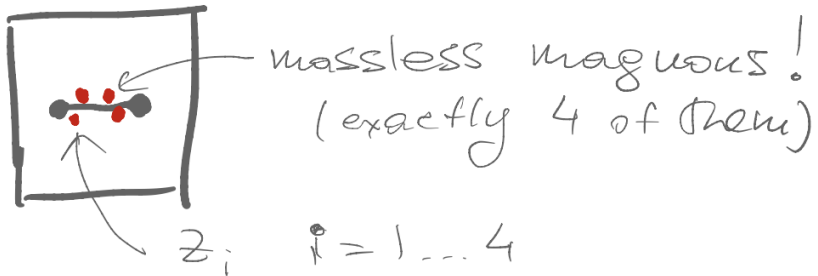 massless magnons!
(exactly 4 of them)
z_i i = 1 ... 4